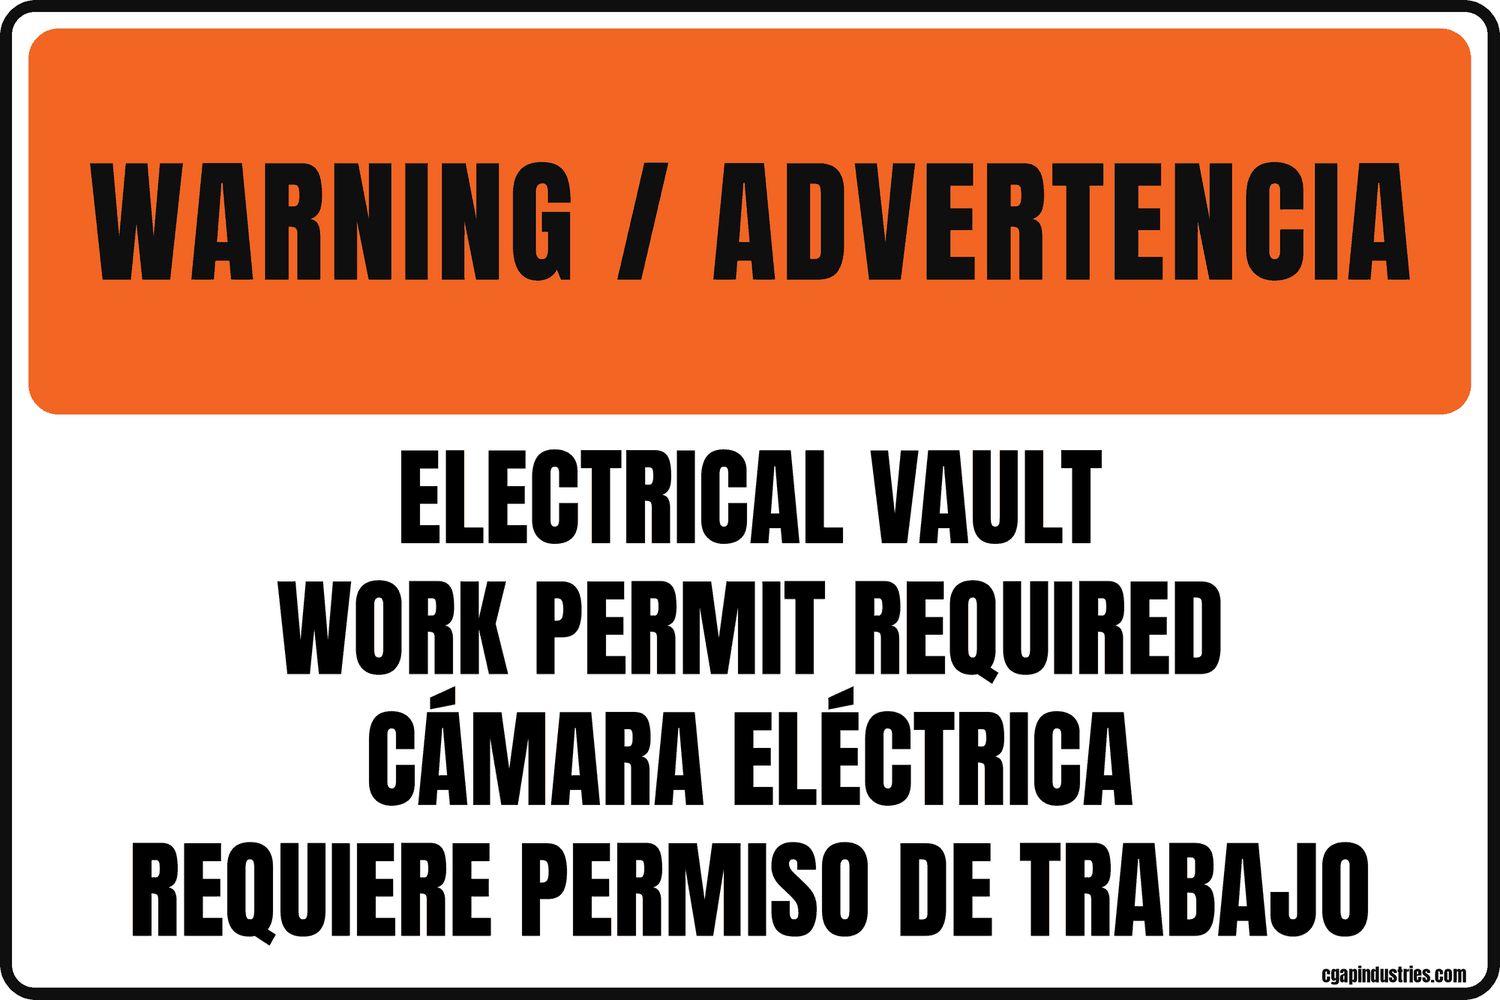 WARNING / ADVERTENCIA
ELECTRICAL VAULT
WORK PERMIT REQUIRED
CÁMARA ELÉCTRICA
REQUIERE PERMISO DE TRABAJO
cgapindustries.com